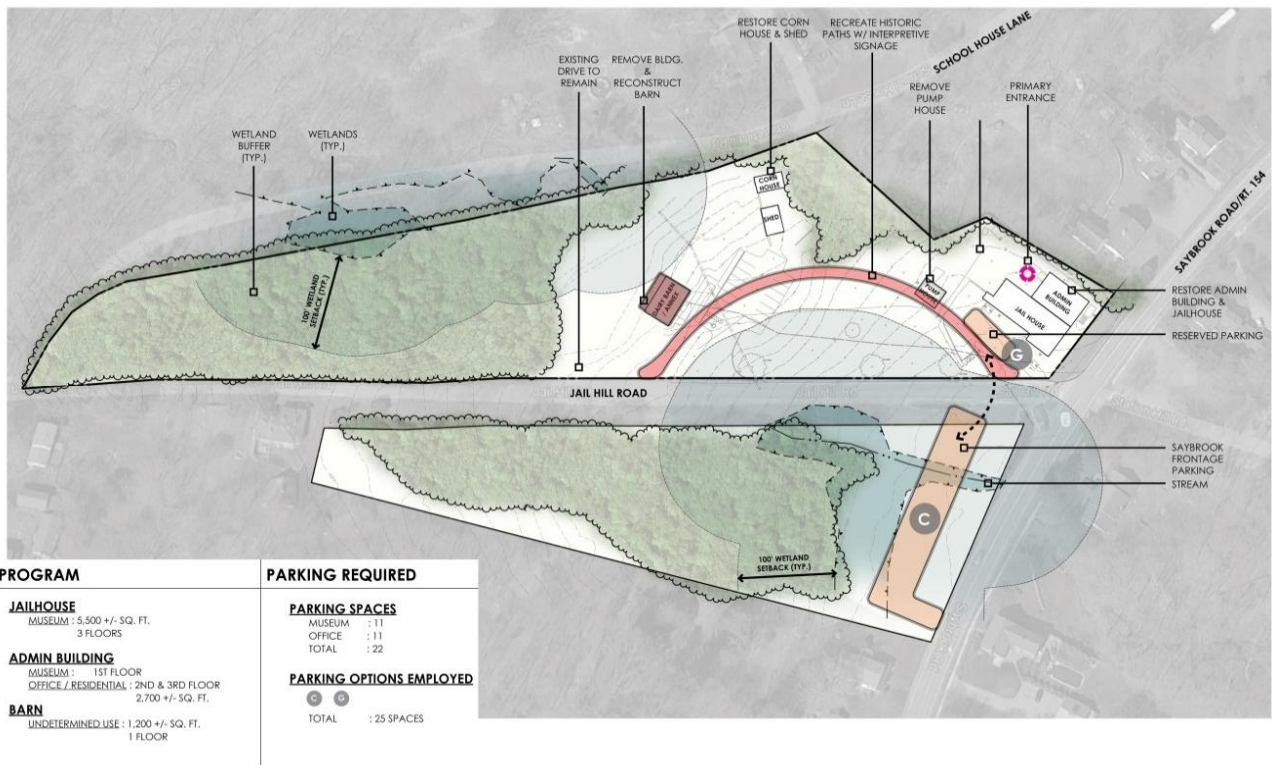 RESTORE CORN
HOUSE & SHED
RECREATE HISTORIC
PATHS W/ INTERPRETIVE
SIGNAGE
SCHOOL HOUSE LANE
EXISTING
DRIVE TO
REMAIN
REMOVE BLDG.
&
RECONSTRUCT
BARN
REMOVE
PUMP
HOUSE
PRIMARY
ENTRANCE
WETLAND
BUFFER
(TYP.)
WETLANDS
(TYP.)
SAYBROOK ROAD/RT. 154
CORN
HOUSE
SHED
100' WETLAND
SETBACK (TYP.)
DAIRY BARN
/ ANNEX
PUMP
HOUSE
ADMIN
BUILDING
JAIL HOUSE
RESTORE ADMIN
BUILDING &
JAILHOUSE
RESERVED PARKING
G
JAIL HILL ROAD
SAYBROOK
FRONTAGE
PARKING
STREAM
C
100' WETLAND
SETBACK (TYP.)
PROGRAM
JAILHOUSE
MUSEUM : 5,500 +/- SQ. FT.
3 FLOORS
ADMIN BUILDING
MUSEUM : 1ST FLOOR
OFFICE / RESIDENTIAL : 2ND & 3RD FLOOR
2,700 +/- SQ. FT.
BARN
UNDETERMINED USE : 1,200 +/- SQ. FT.
1 FLOOR
PARKING REQUIRED
PARKING SPACES
MUSEUM : 11
OFFICE : 11
TOTAL : 22
PARKING OPTIONS EMPLOYED
C G
TOTAL : 25 SPACES